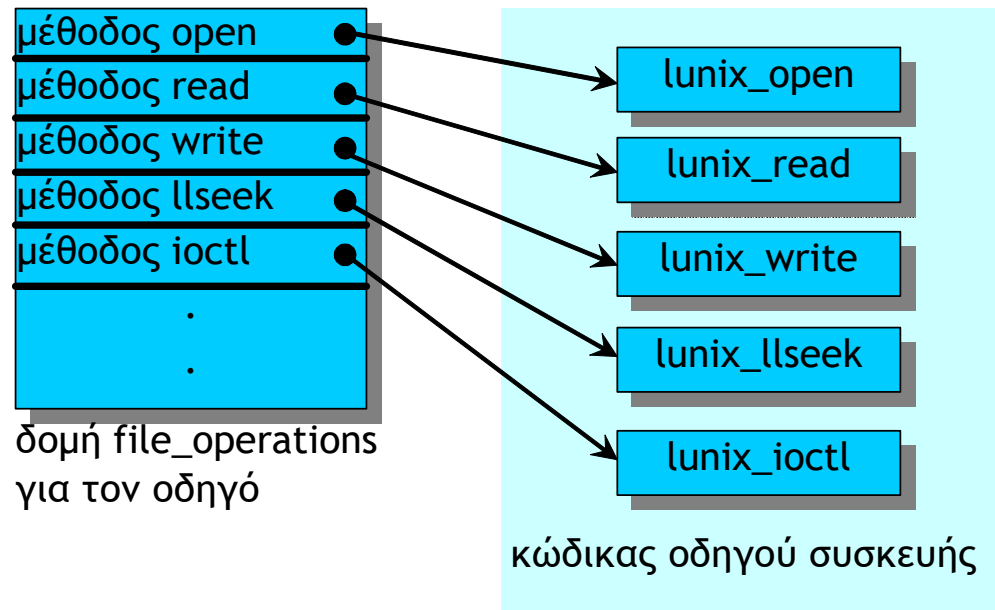 μέθοδος open
μέθοδος read
μέθοδος write
μέθοδος llseek
μέθοδος ioctl
.
.
δομή file_operations
για τον οδηγό
lunix_open
lunix_read
lunix_write
lunix_llseek
lunix_ioctl
κώδικας οδηγού συσκευής